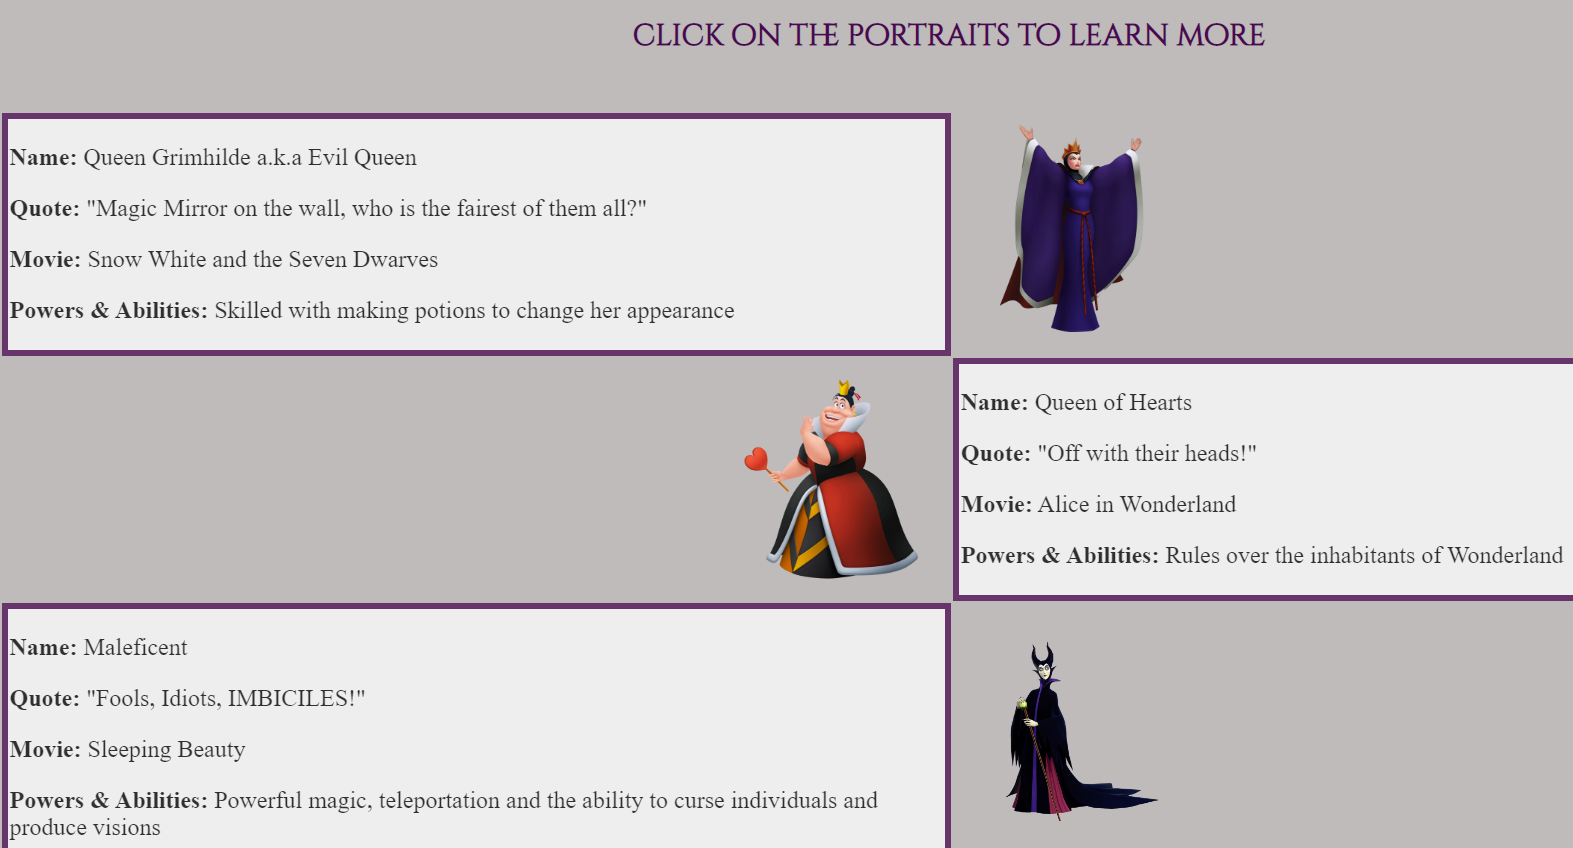 CLICK ON THE PORTRAITS TO LEARN MORE
Name: Queen Grimhilde a.k.a Evil Queen
Quote: "Magic Mirror on the wall, who is the fairest of them all?"
Movie: Snow White and the Seven Dwarves
Powers & Abilities: Skilled with making potions to change her appearance
Name: Queen of Hearts
Quote: "Off with their heads!"
Movie: Alice in Wonderland
Powers & Abilities: Rules over the inhabitants of Wonderland
Name: Maleficent
Quote: "Fools, Idiots, IMBICILES!"
Movie: Sleeping Beauty
Powers & Abilities: Powerful magic, teleportation and the ability to curse individuals and
produce visions